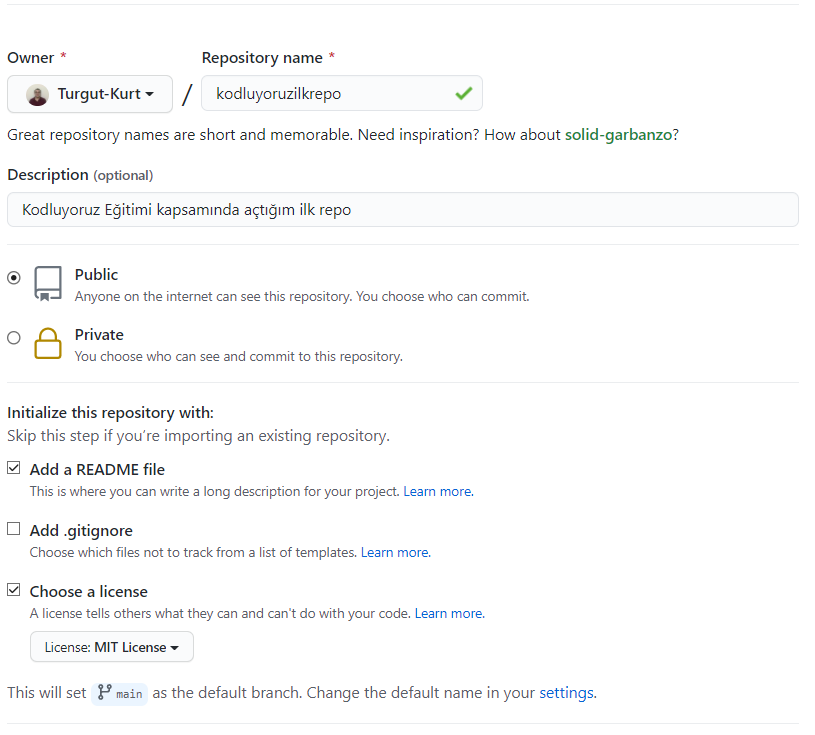 Owner *
Repository name *
Turgut-Kurt
/
kodluyoruzilkrepo
Great repository names are short and memorable. Need inspiration? How about solid-garbanzo?
Description (optional)
Kodluyoruz Eğitimi kapsamında açtığım ilk repo
Public
Anyone on the internet can see this repository. You choose who can commit.
Private
You choose who can see and commit to this repository.
Initialize this repository with:
Skip this step if you're importing an existing repository.
Add a README file
This is where you can write a long description for your project. Learn more.
Add .gitignore
Choose which files not to track from a list of templates. Learn more.
Choose a license
A license tells others what they can and can't do with your code. Learn more.
License: MIT License
This will set main as the default branch. Change the default name in your settings.